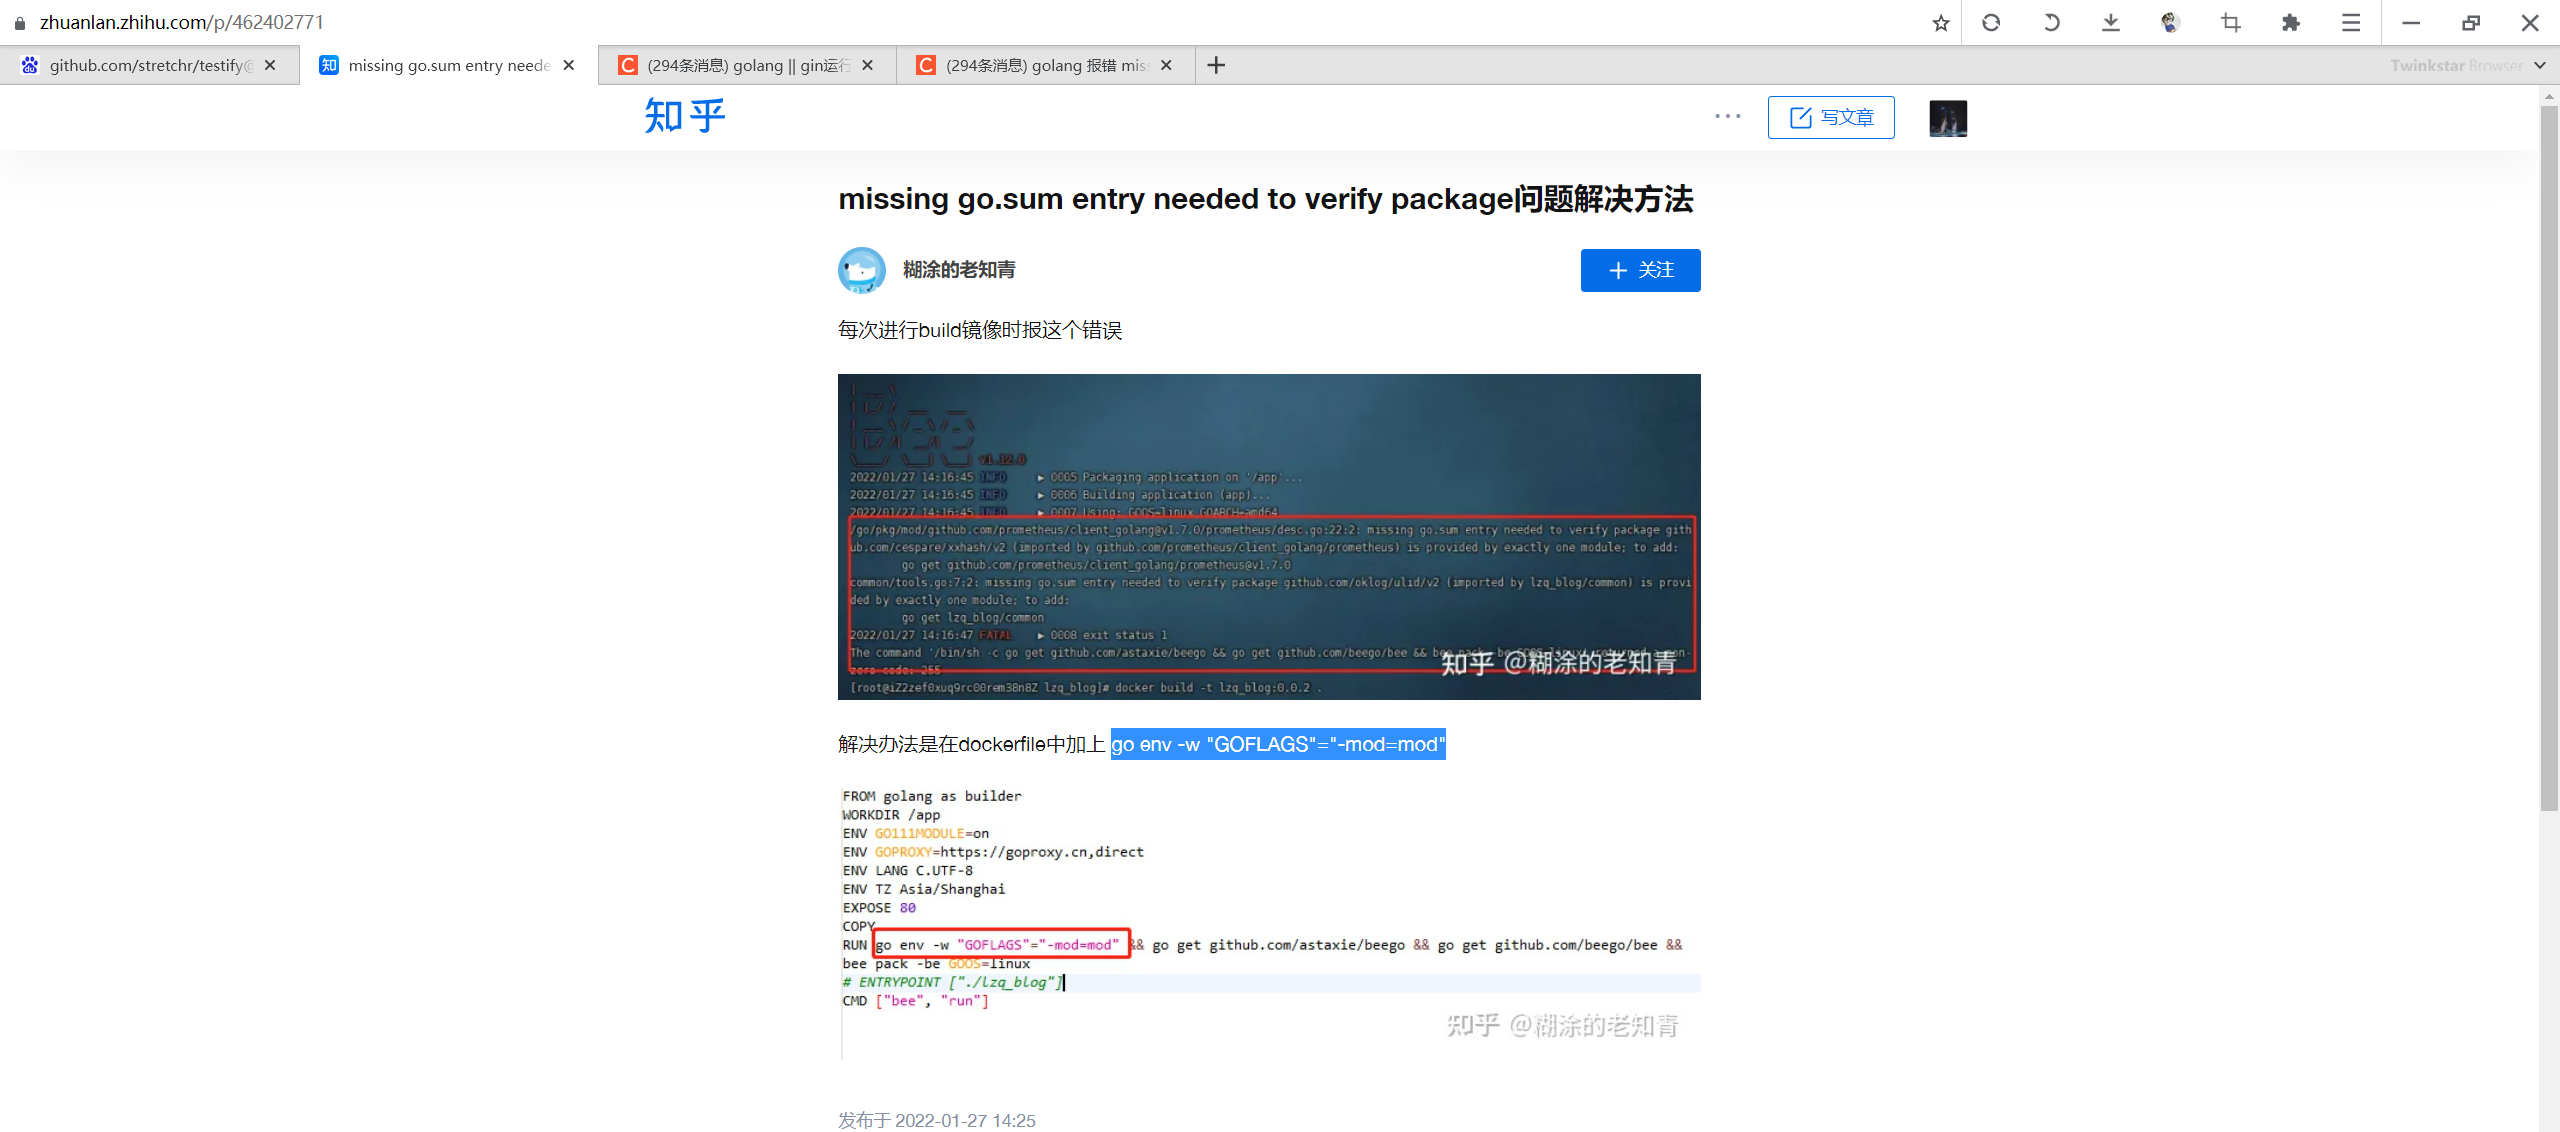 zhuanlan.zhihu.com/p/462402771
github.com/stretchr/testify@
missing go.sum entry neede
(294条消息) golang || gin运行
(294条消息) golang 报错 mis
Twinkstar Browser
知乎
写文章
missing go.sum entry needed to verify package问题解决方法
糊涂的老知青
关注
每次进行build镜像时报这个错误
v1.12.0
2022/01/27 14:16:45 INFO ▶ 0005 Packaging application on '/app'...
2022/01/27 14:16:45 INFO ▶ 0006 Building application (app)...
2022/01/27 14:16:45 INFO ▶ 0007 Using: GOOS=linux GOARCH=amd64
/go/pkg/mod/github.com/prometheus/client_golang@v1.7.0/prometheus/desc.go:22:2: missing go.sum entry needed to verify package gith
ub.com/cespare/xxhash/v2 (imported by github.com/prometheus/client_golang/prometheus) is provided by exactly one module; to add:
go get github.com/prometheus/client_golang/prometheus@v1.7.0
common/tools.go:7:2: missing go.sum entry needed to verify package github.com/oklog/ulid/v2 (imported by lzq_blog/common) is provi
ded by exactly one module; to add:
go get lzq_blog/common
2022/01/27 14:16:47 FATAL ▶ 0008 exit status 1
The command '/bin/sh -c go get github.com/astaxie/beego && go get github.com/beego/bee && bee pack -be GOOS=linux' returned a non-
zero code: 255
[root@iZ2zef0xuq9rc00rem38n8Z lzq_blog]# docker build -t lzq_blog:0.0.2 .
知乎 @糊涂的老知青
解决办法是在dockerfile中加上 go env -w "GOFLAGS"="-mod=mod"
FROM golang as builder
WORKDIR /app
ENV GO111MODULE=on
ENV GOPROXY=https://goproxy.cn,direct
ENV LANG C.UTF-8
ENV TZ Asia/Shanghai
EXPOSE 80
COPY
RUN go env -w "GOFLAGS"="-mod=mod" && go get github.com/astaxie/beego && go get github.com/beego/bee &&
bee pack -be GOOS=linux
# ENTRYPOINT ["./lzq_blog"]
CMD ["bee", "run"]
知乎 @糊涂的老知青
发布于 2022-01-27 14:25